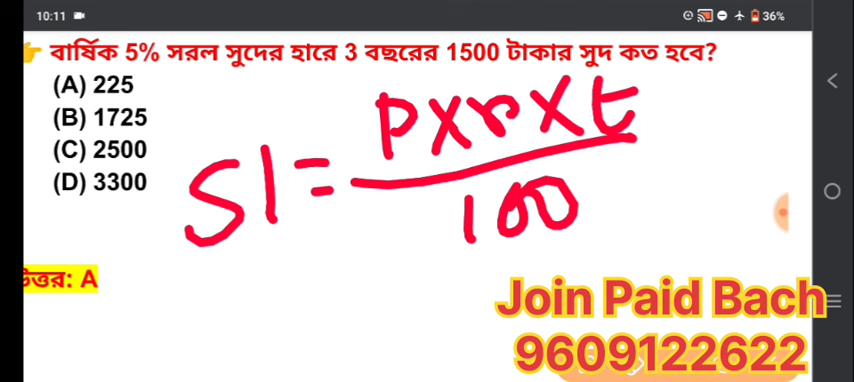 10:11
36%
বার্ষিক 5% সরল সুদের হারে 3 বছরের 1500 টাকার সুদ কত হবে?
(A) 225
(B) 1725
(C) 2500
(D) 3300
SI = P×r×t
100
উত্তর: A
Join Paid Bach
9609122622